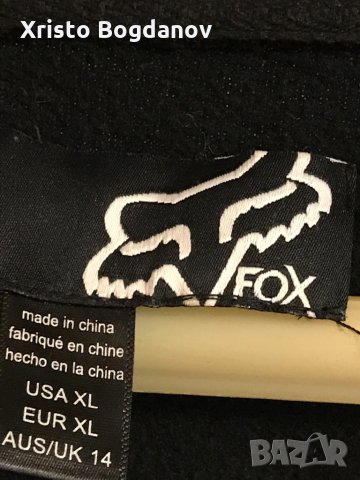 Xristo Bogdanov
FOX
made in china
fabriqué en chine
hecho en la china
USA XL
EUR XL
AUS/UK 14
BAZAR